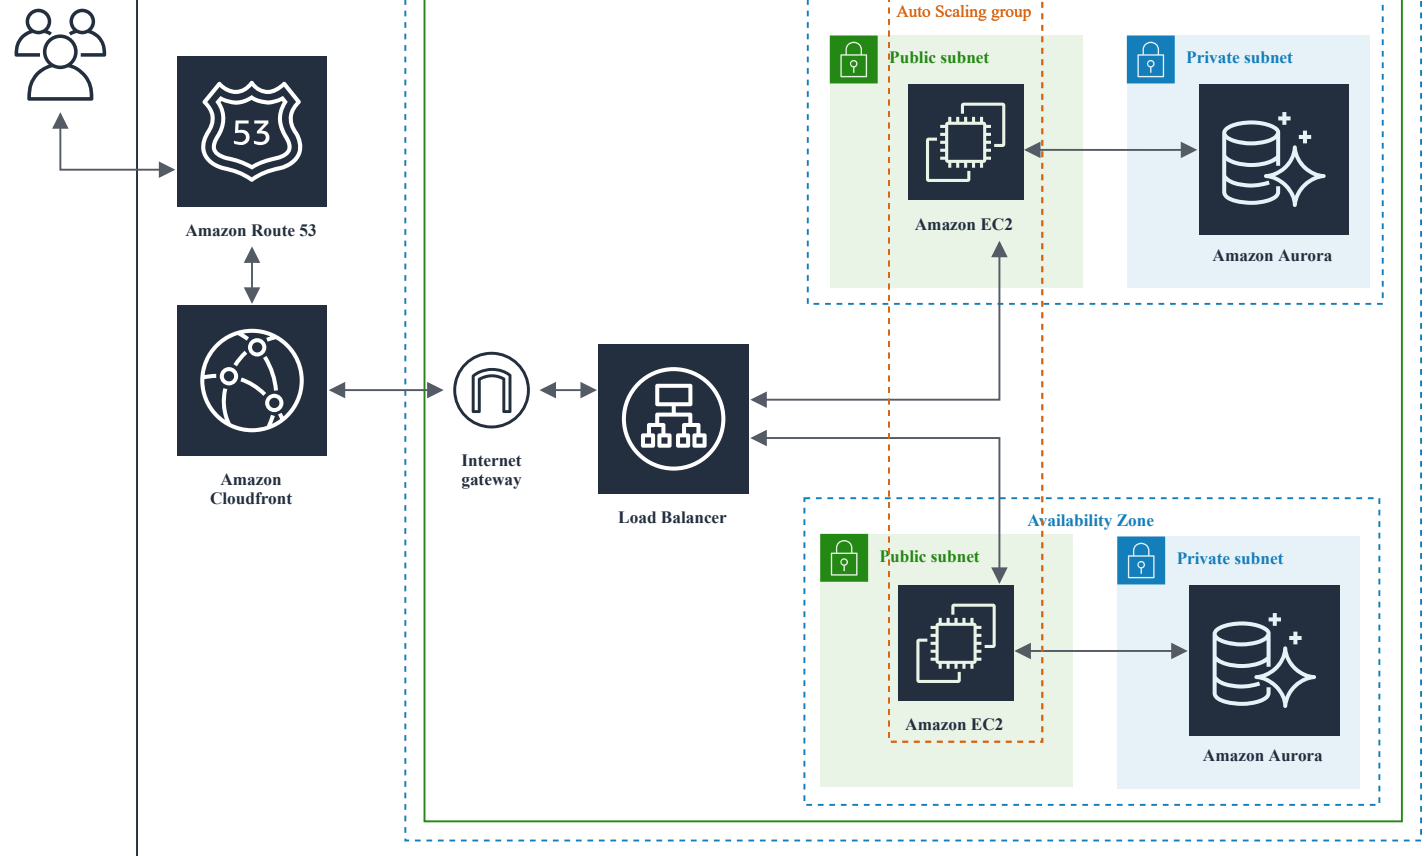 Auto Scaling group
Public subnet
Private subnet
53
Amazon Route 53
Amazon EC2
Amazon Aurora
Amazon
Cloudfront
Internet
gateway
Load Balancer
Availability Zone
Public subnet
Private subnet
Amazon EC2
Amazon Aurora